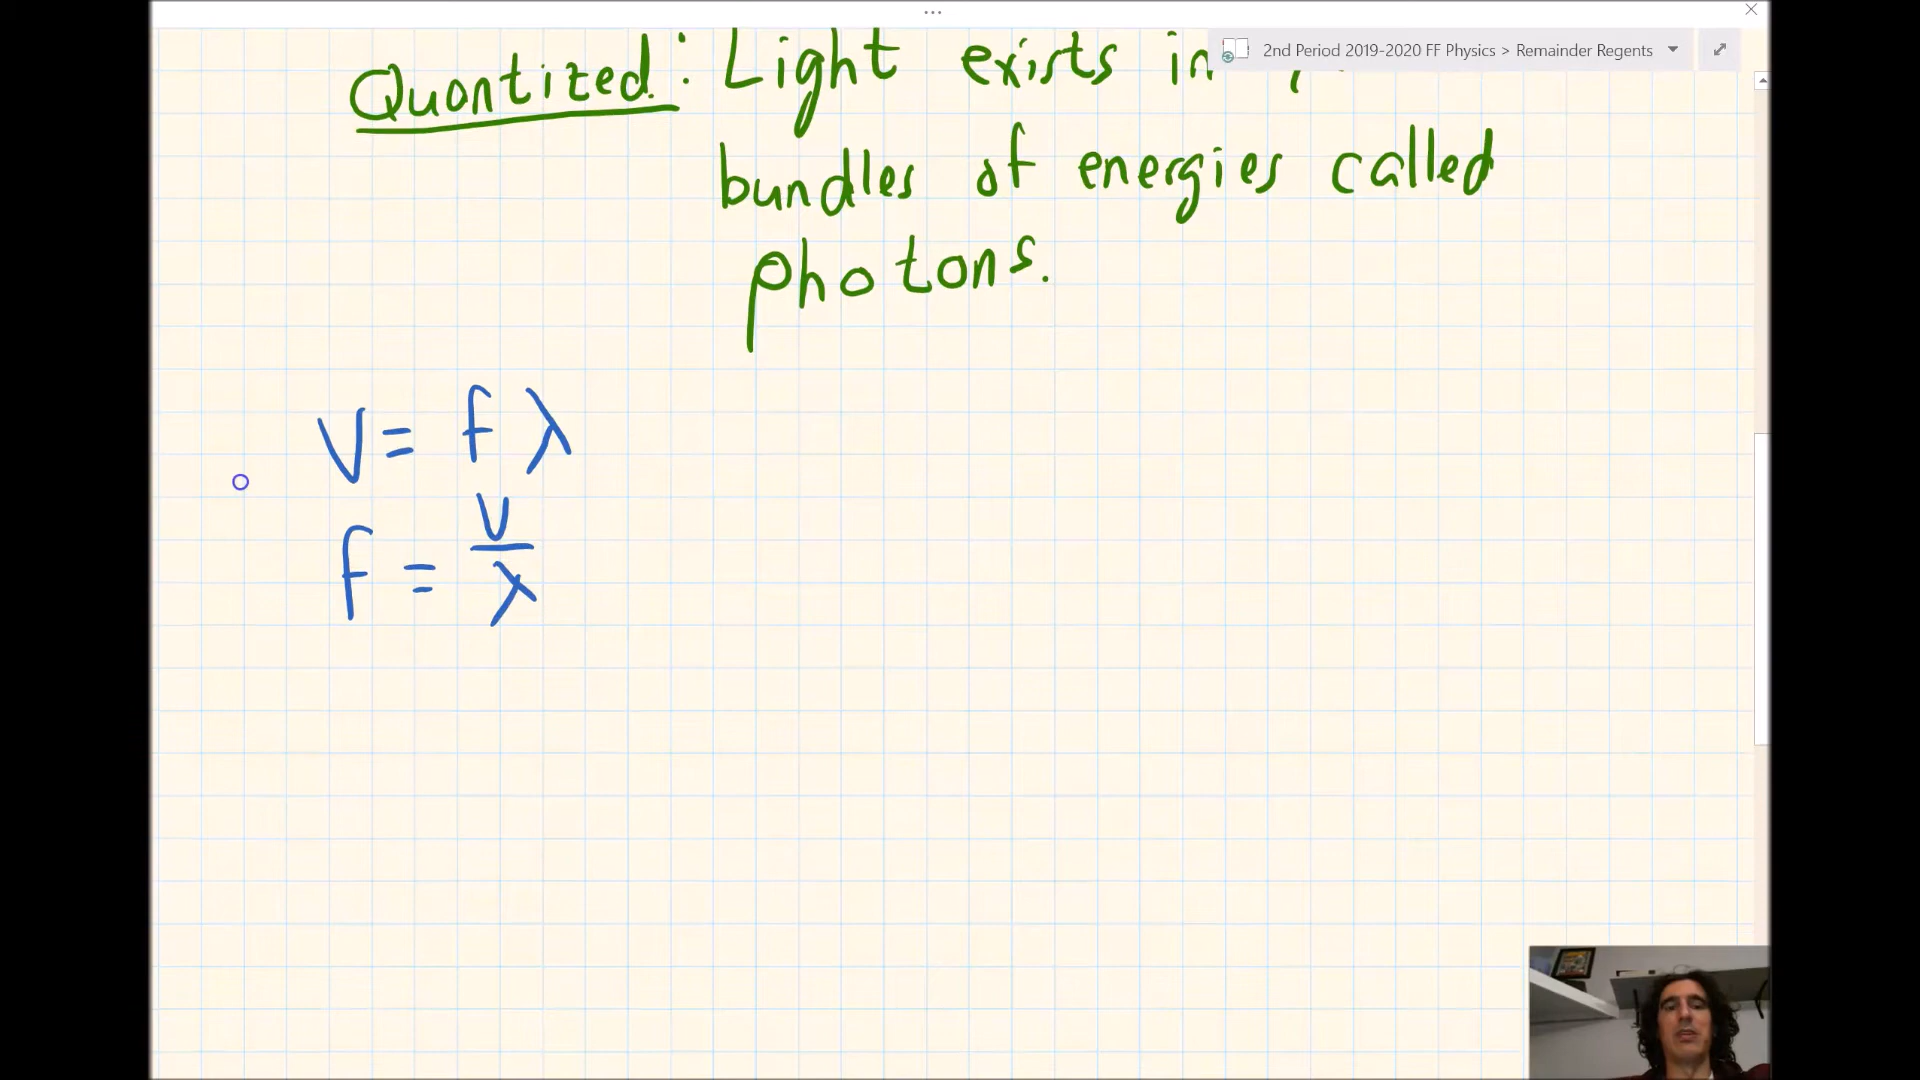 2nd Period 2019-2020 FF Physics > Remainder Regents
Quantized: Light exists in
bundles of energies called
photons.
V = f λ
f = v/λ